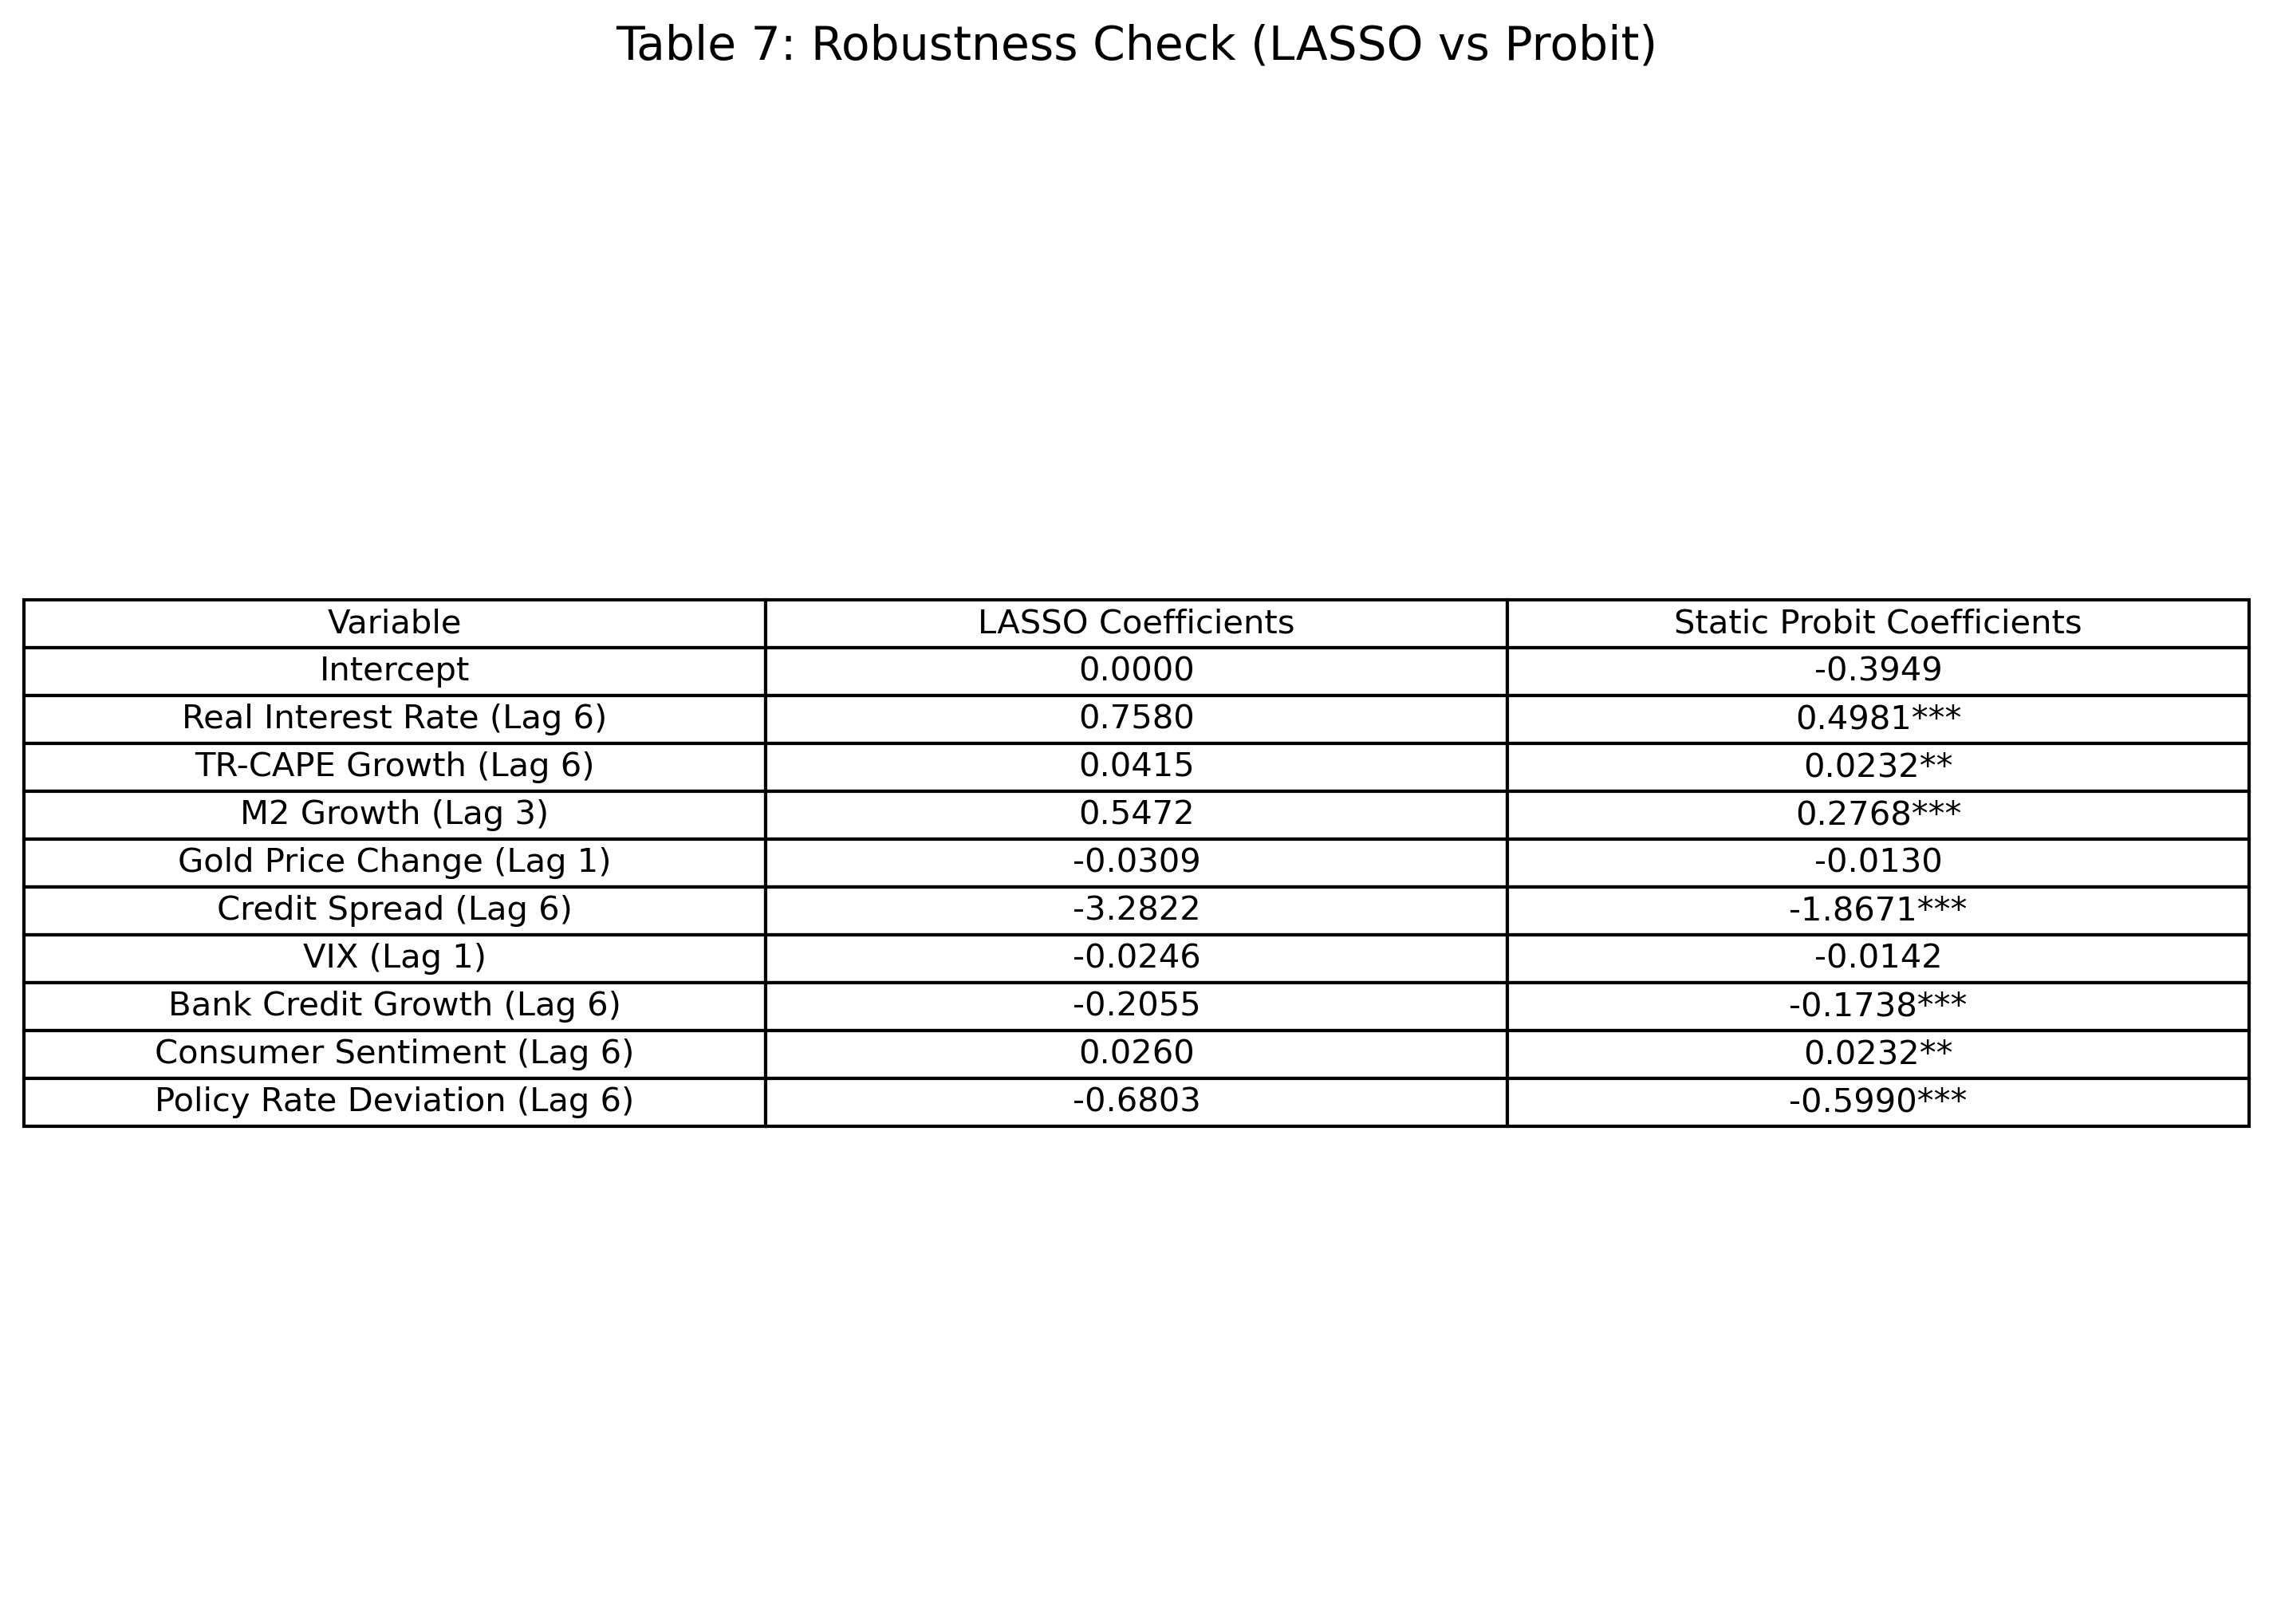 Table 7: Robustness Check (LASSO vs Probit)
Variable LASSO Coefficients Static Probit Coefficients
Intercept 0.0000 -0.3949
Real Interest Rate (Lag 6) 0.7580 0.4981***
TR-CAPE Growth (Lag 6) 0.0415 0.0232**
M2 Growth (Lag 3) 0.5472 0.2768***
Gold Price Change (Lag 1) -0.0309 -0.0130
Credit Spread (Lag 6) -3.2822 -1.8671***
VIX (Lag 1) -0.0246 -0.0142
Bank Credit Growth (Lag 6) -0.2055 -0.1738***
Consumer Sentiment (Lag 6) 0.0260 0.0232**
Policy Rate Deviation (Lag 6) -0.6803 -0.5990***